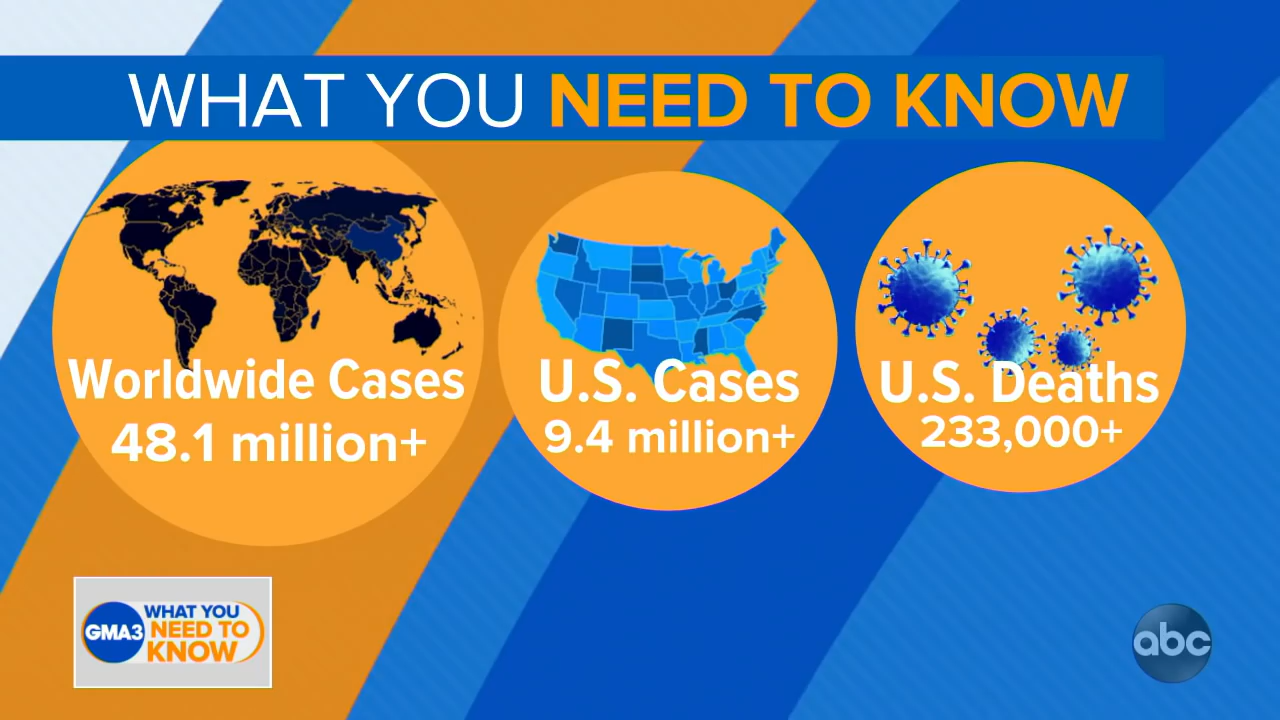 WHAT YOU NEED TO KNOW
Worldwide Cases
48.1 million+
U.S. Cases
9.4 million+
U.S. Deaths
233,000+
GMA3
WHAT YOU
NEED TO
KNOW
abc